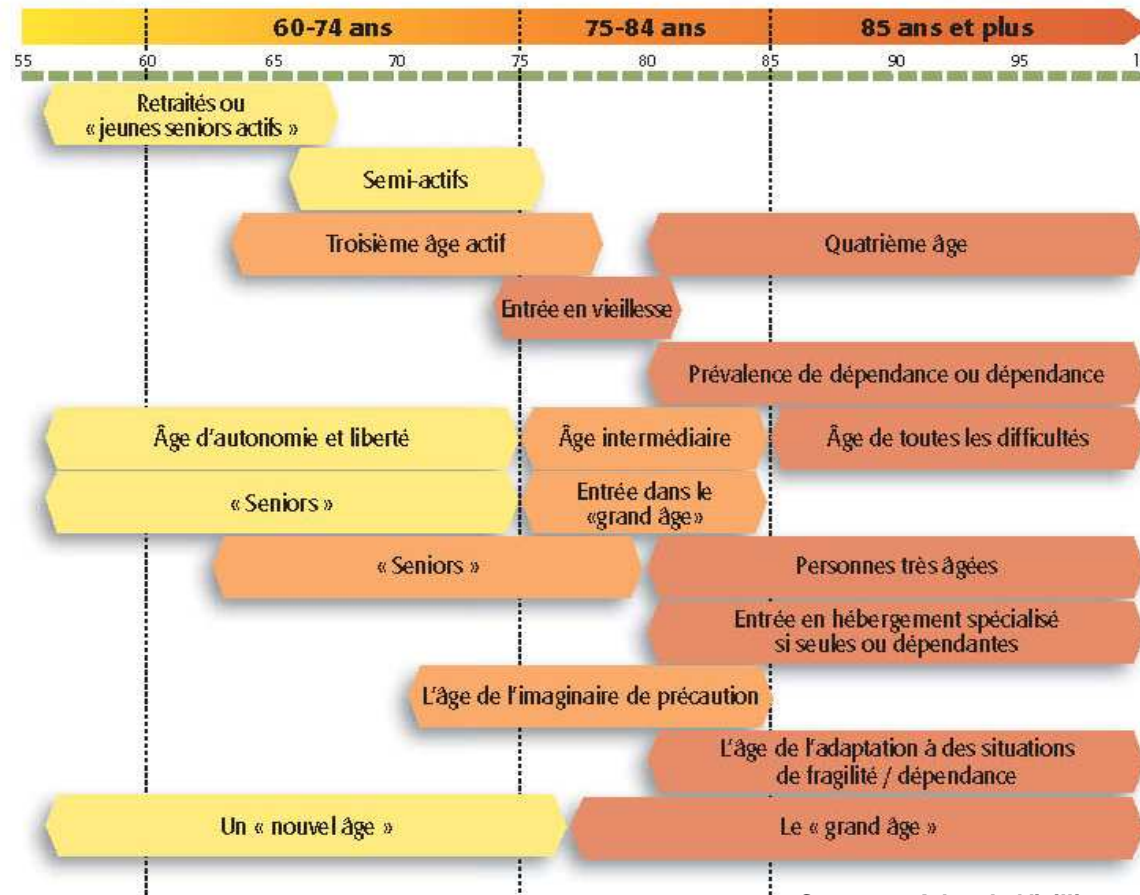 60-74 ans 75-84 ans 85 ans et plus
55 60 65 70 75 80 85 90 95 1
Retraités ou
« jeunes seniors actifs »
Semi-actifs
Troisième âge actif Quatrième âge
Entrée en vieillesse
Prévalence de dépendance ou dépendance
Âge d'autonomie et liberté Âge intermédiaire Âge de toutes les difficultés
« Seniors » Entrée dans le
«grand âge»
« Seniors » Personnes très âgées
Entrée en hébergement spécialisé
si seules ou dépendantes
L'âge de l'imaginaire de précaution
L'âge de l'adaptation à des situations
de fragilité / dépendance
Un « nouvel âge » Le « grand âge »